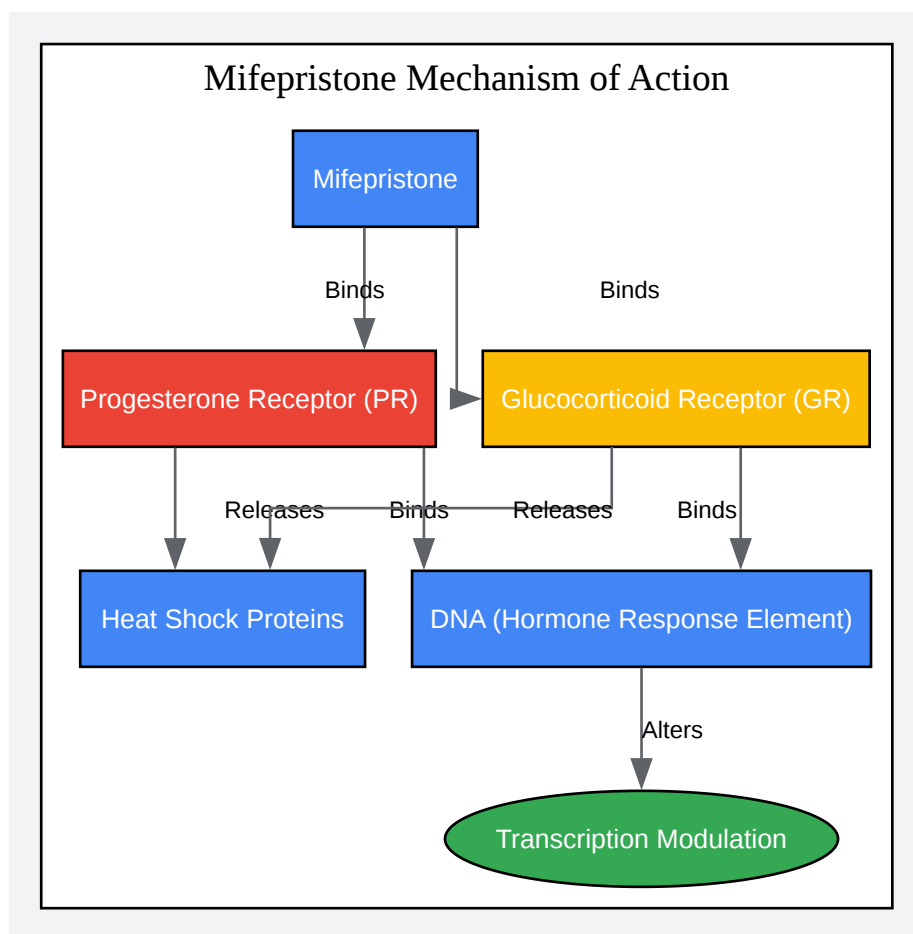 Mifepristone Mechanism of Action
Mifepristone
Binds
Binds
Progesterone Receptor (PR)
Glucocorticoid Receptor (GR)
Releases
Binds
Releases
Binds
Heat Shock Proteins
DNA (Hormone Response Element)
Alters
Transcription Modulation